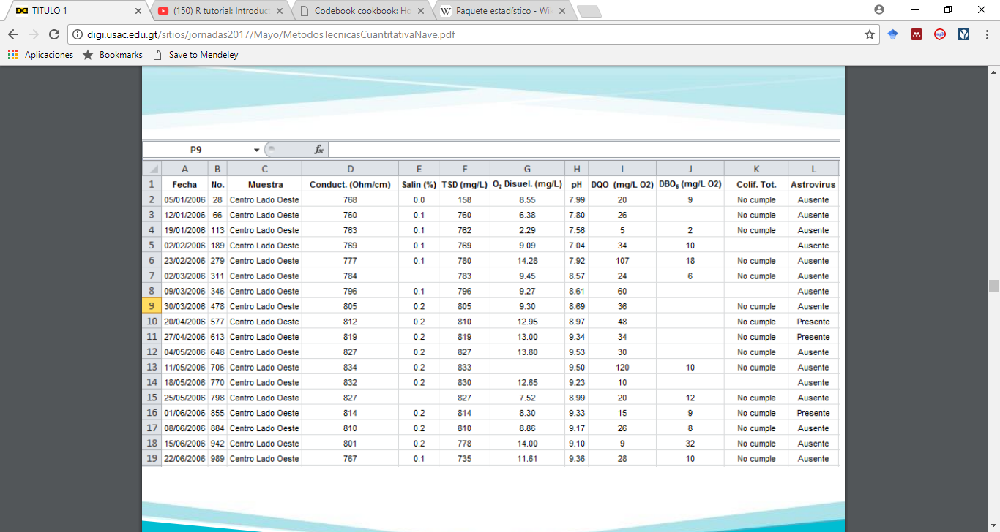 TITULO 1
(150) R tutorial: Introduc
Codebook cookbook: Ho
Paquete estadístico - Wi
digi.usac.edu.gt/sitios/jornadas2017/Mayo/MetodosTecnicasCuantitativaNave.pdf
Aplicaciones Bookmarks Save to Mendeley
P9 fx
A B C D E F G H I J K L
1 Fecha No. Muestra Conduct. (Ohm/cm) Salin (%) TSD (mg/L) O₂ Disuel. (mg/L) pH DQO (mg/L O2) DBO₅ (mg/L O2) Colif. Tot. Astrovirus
2 05/01/2006 28 Centro Lado Oeste 768 0.0 158 8.55 7.99 20 9 No cumple Ausente
3 12/01/2006 66 Centro Lado Oeste 760 0.1 760 6.38 7.80 26 No cumple Ausente
4 19/01/2006 113 Centro Lado Oeste 763 0.1 762 2.29 7.56 5 2 No cumple Ausente
5 02/02/2006 189 Centro Lado Oeste 769 0.1 769 9.09 7.04 34 10 Ausente
6 23/02/2006 279 Centro Lado Oeste 777 0.1 780 14.28 7.92 107 18 No cumple Ausente
7 02/03/2006 311 Centro Lado Oeste 784 783 9.45 8.57 24 6 No cumple Ausente
8 09/03/2006 346 Centro Lado Oeste 796 0.1 796 9.27 8.61 60 Ausente
9 30/03/2006 478 Centro Lado Oeste 805 0.2 805 9.30 8.69 36 No cumple Ausente
10 20/04/2006 577 Centro Lado Oeste 812 0.2 810 12.95 8.97 48 No cumple Presente
11 27/04/2006 613 Centro Lado Oeste 819 0.2 819 13.00 9.34 34 No cumple Presente
12 04/05/2006 648 Centro Lado Oeste 827 0.2 827 13.80 9.53 30 No cumple Ausente
13 11/05/2006 706 Centro Lado Oeste 834 0.2 833 9.50 120 10 No cumple Ausente
14 18/05/2006 770 Centro Lado Oeste 832 0.2 830 12.65 9.23 10 Ausente
15 25/05/2006 798 Centro Lado Oeste 827 827 7.52 8.99 20 12 No cumple Ausente
16 01/06/2006 855 Centro Lado Oeste 814 0.2 814 8.30 9.33 15 9 No cumple Presente
17 08/06/2006 884 Centro Lado Oeste 810 0.2 810 8.86 9.17 26 8 No cumple Ausente
18 15/06/2006 942 Centro Lado Oeste 801 0.2 778 14.00 9.10 9 32 No cumple Ausente
19 22/06/2006 989 Centro Lado Oeste 767 0.1 735 11.61 9.36 28 10 No cumple Ausente